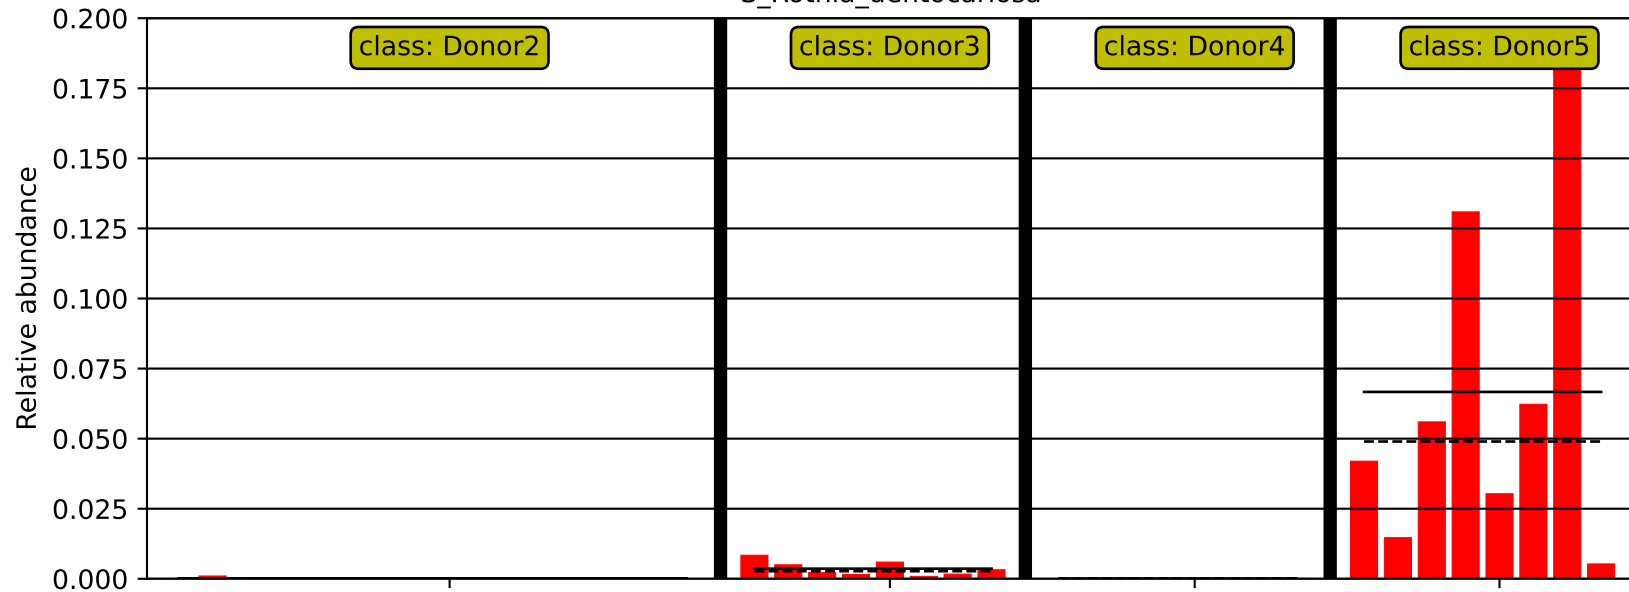 0.200
class: Donor2
class: Donor3
class: Donor4
class: Donor5
0.175
0.150
0.125
0.100
0.075
0.050
0.025
0.000
Relative abundance